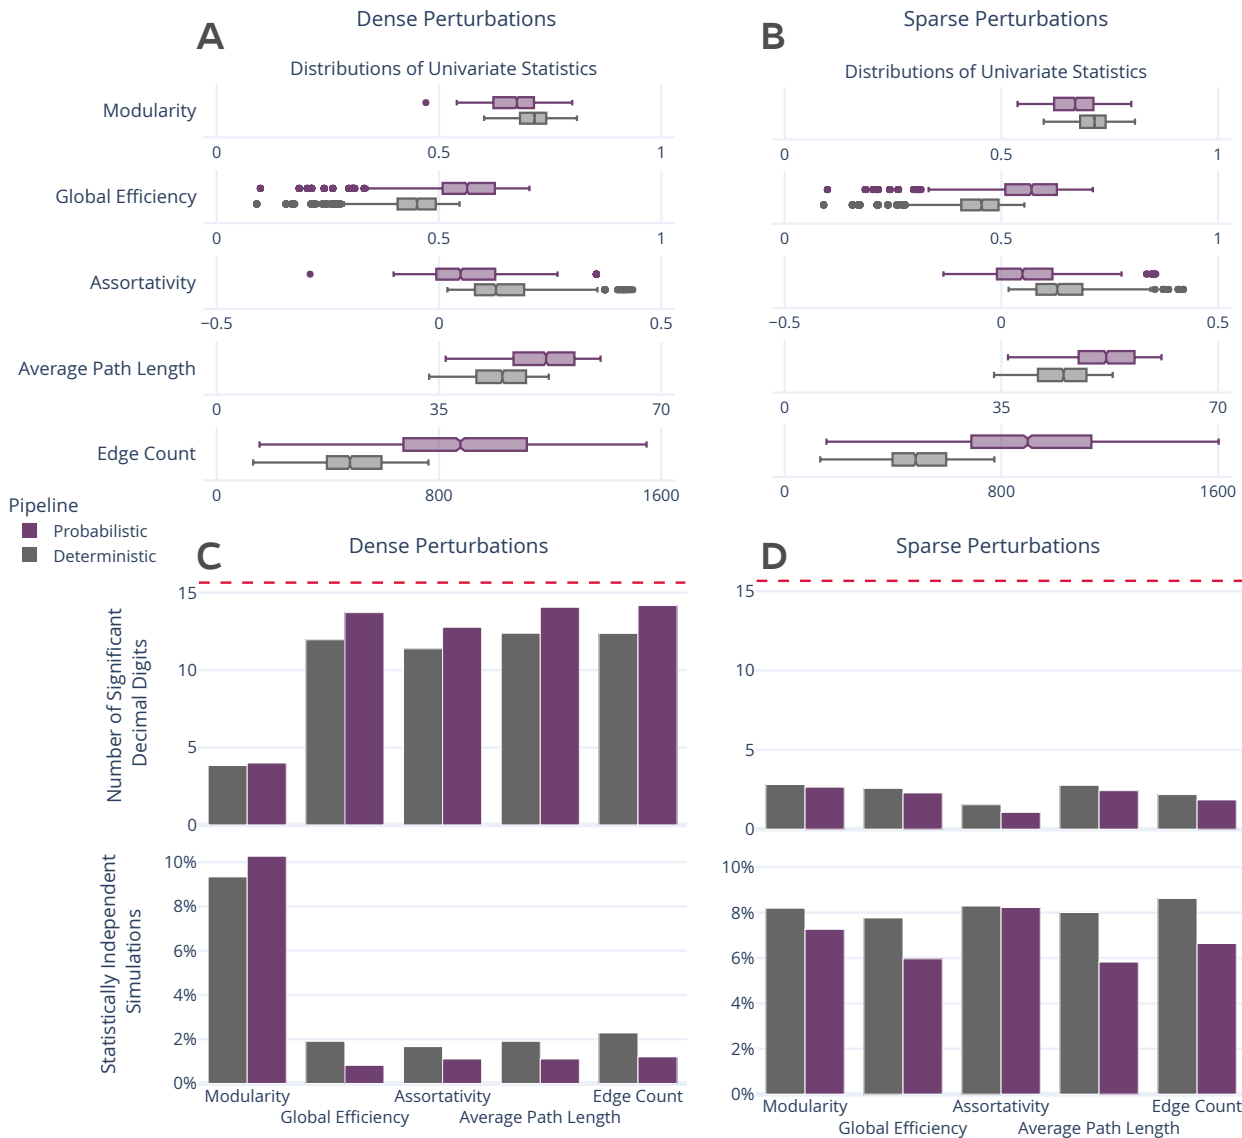 A
Dense Perturbations
Distributions of Univariate Statistics
Modularity
0 0.5 1
Global Efficiency
0 0.5 1
Assortativity
−0.5 0 0.5
Average Path Length
0 35 70
Edge Count
0 800 1600
B
Sparse Perturbations
Distributions of Univariate Statistics
0 0.5 1
0 0.5 1
−0.5 0 0.5
0 35 70
0 800 1600
Pipeline
Probabilistic
Deterministic
C
Dense Perturbations
Number of Significant
Decimal Digits
15
10
5
0
Statistically Independent
Simulations
10%
8%
6%
4%
2%
0%
Modularity Assortativity Edge Count
Global Efficiency Average Path Length
D
Sparse Perturbations
15
10
5
0
10%
8%
6%
4%
2%
0%
Modularity Assortativity Edge Count
Global Efficiency Average Path Length